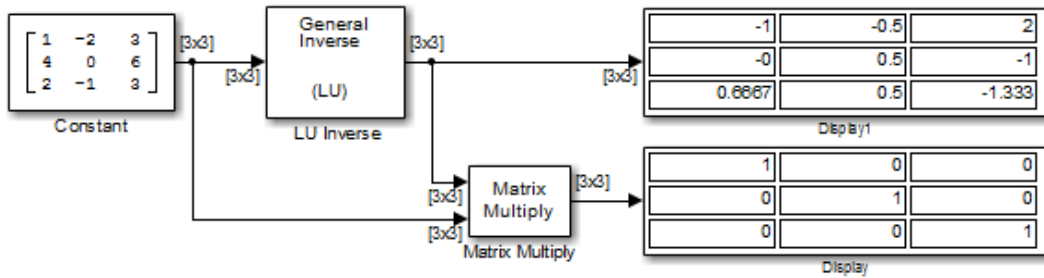 1 -2 3
4 0 6
2 -1 3
Constant
[3x3]
[3x3]
General
Inverse
(LU)
LU Inverse
[3x3]
[3x3]
-1 -0.5 2
-0 0.5 -1
0.6667 0.5 -1.333
Display1
[3x3]
[3x3]
Matrix
Multiply
Matrix Multiply
[3x3]
1 0 0
0 1 0
0 0 1
Display